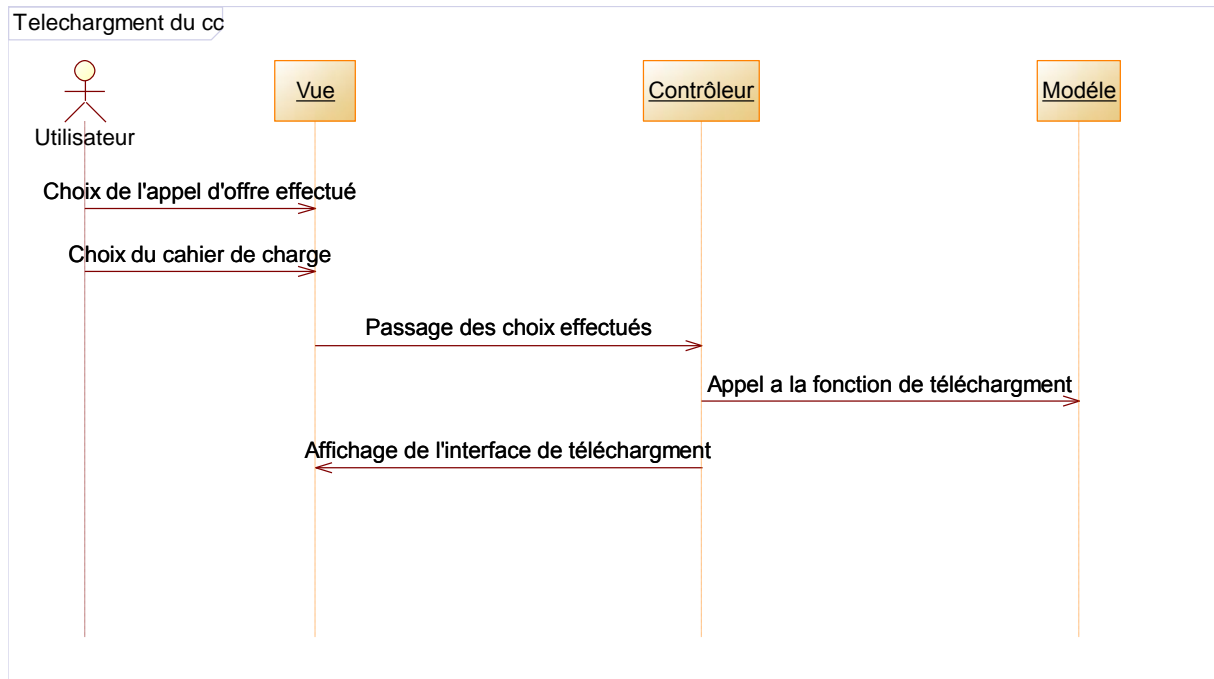 Telechargment du cc
Utilisateur
Vue
Contrôleur
Modéle
Choix de l'appel d'offre effectué
Choix du cahier de charge
Passage des choix effectués
Appel a la fonction de téléchargment
Affichage de l'interface de téléchargment